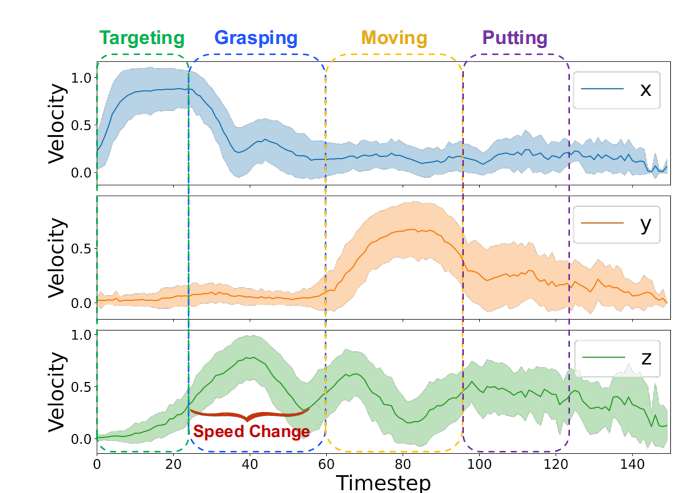 Targeting Grasping Moving Putting
1.0
0.5
0.0
Velocity
x
0.5
0.0
Velocity
y
1.0
0.5
0.0
Velocity
z
Speed Change
0 20 40 60 80 100 120 140
Timestep